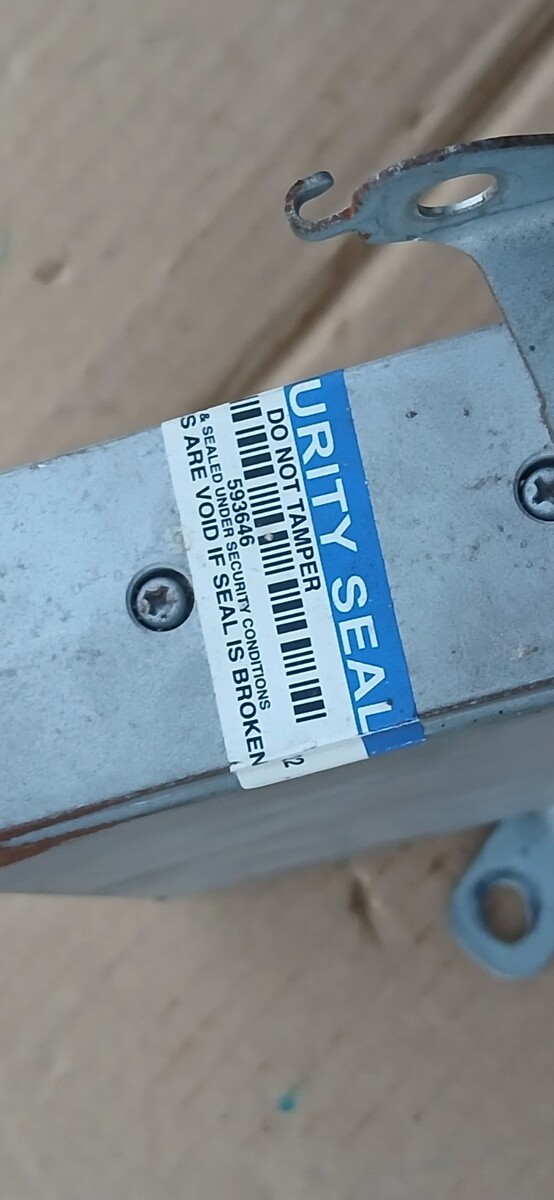 URITY SEAL
DO NOT TAMPER
593646
& SEALED UNDER SECURITY CONDITIONS
S ARE VOID IF SEAL IS BROKEN